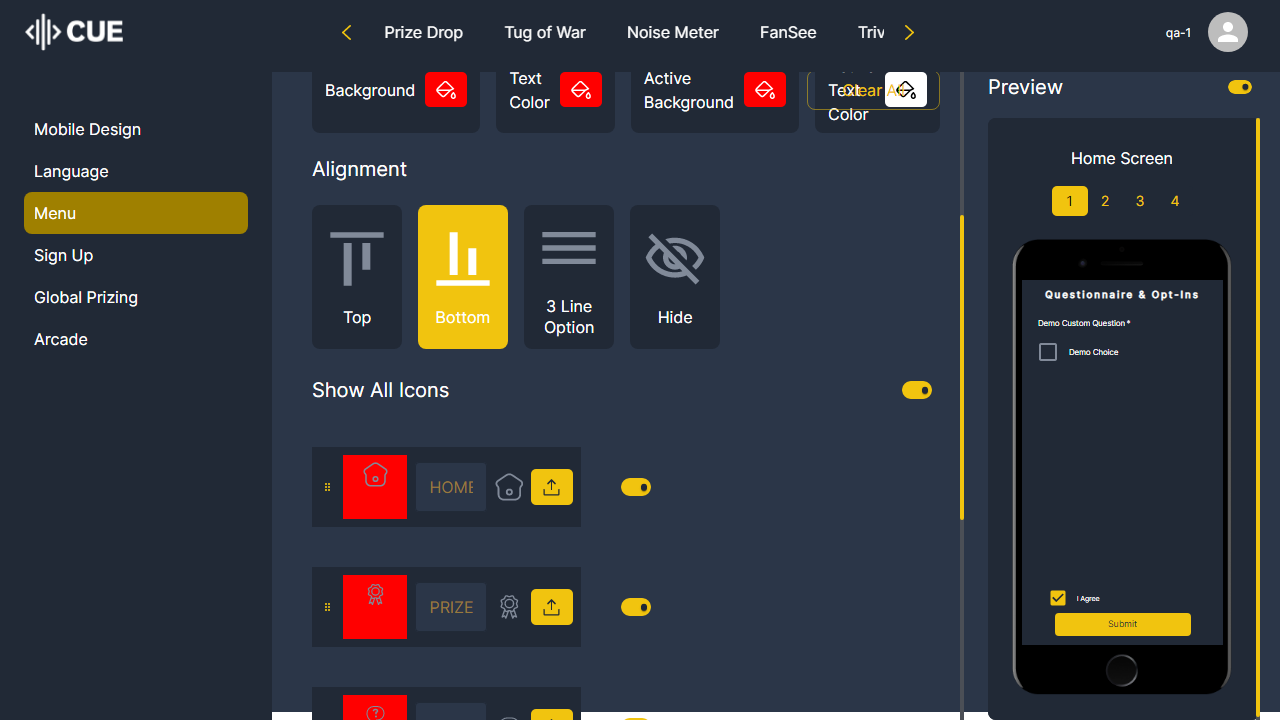 CUE
Prize Drop
Tug of War
Noise Meter
FanSee
Triv
qa-1
Mobile Design
Language
Menu
Sign Up
Global Prizing
Arcade
Background
Text
Color
Active
Background
Text
Color
Alignment
Top
Bottom
3 Line
Option
Hide
Show All Icons
HOME
PRIZE
Preview
Home Screen
1 2 3 4
Questionnaire & Opt-Ins
Demo Custom Question *
Demo Choice
I Agree
Submit